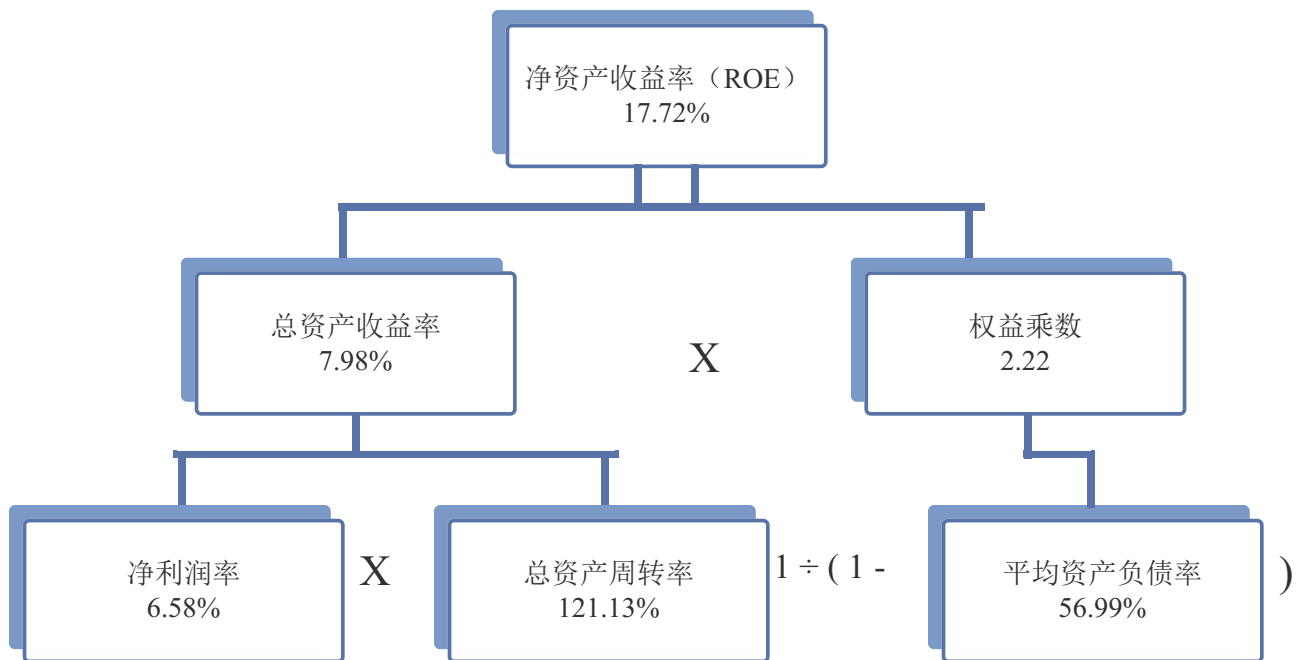 净资产收益率（ROE）
17.72%
总资产收益率
7.98%
X
权益乘数
2.22
净利润率
6.58%
X
总资产周转率
121.13%
1 ÷ ( 1 -
平均资产负债率
56.99%
)